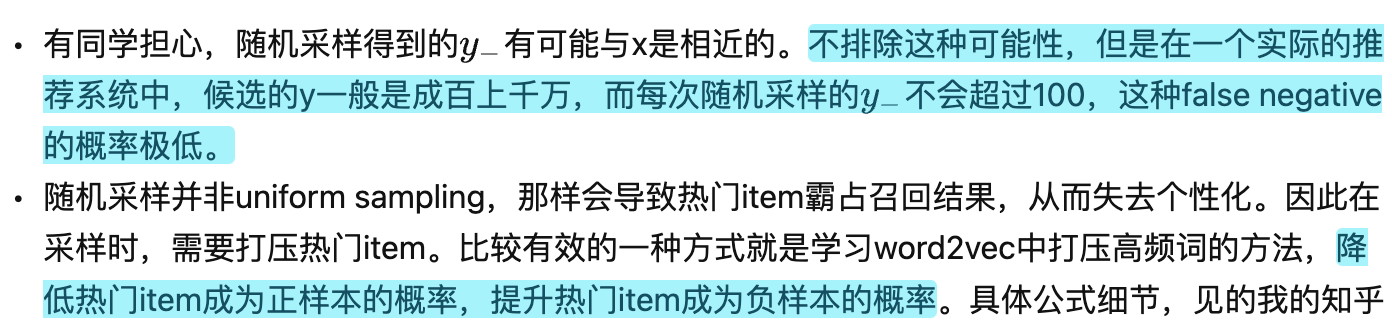 • 有同学担心，随机采样得到的y_有可能与x是相近的。不排除这种可能性，但是在一个实际的推
荐系统中，候选的y一般是成百上千万，而每次随机采样的y_不会超过100，这种false negative
的概率极低。
• 随机采样并非uniform sampling，那样会导致热门item霸占召回结果，从而失去个性化。因此在
采样时，需要打压热门item。比较有效的一种方式就是学习word2vec中打压高频词的方法，降
低热门item成为正样本的概率，提升热门item成为负样本的概率。具体公式细节，见的我的知乎